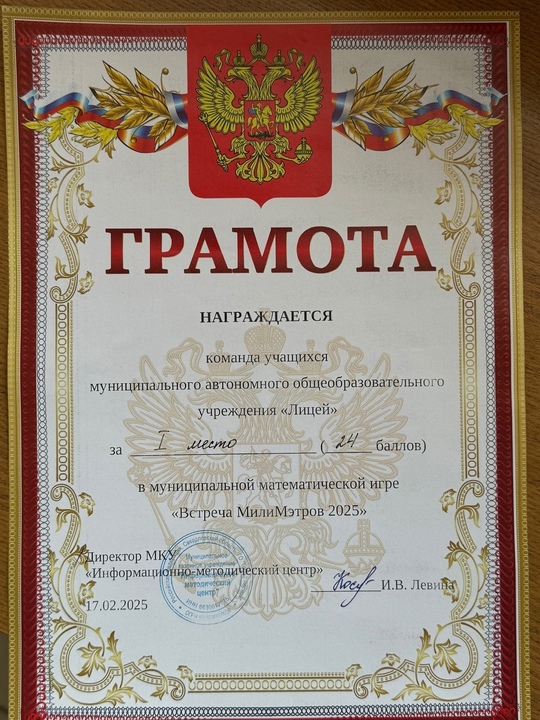 ГРАМОТА
НАГРАЖДАЕТСЯ
команда учащихся
муниципального автономного общеобразовательного
учреждения «Лицей»
за I место ( 24 баллов)
в муниципальной математической игре
«Встреча МилиМэтров 2025»
Директор МКУ
«Информационно-методический центр»
И.В. Левина
17.02.2025